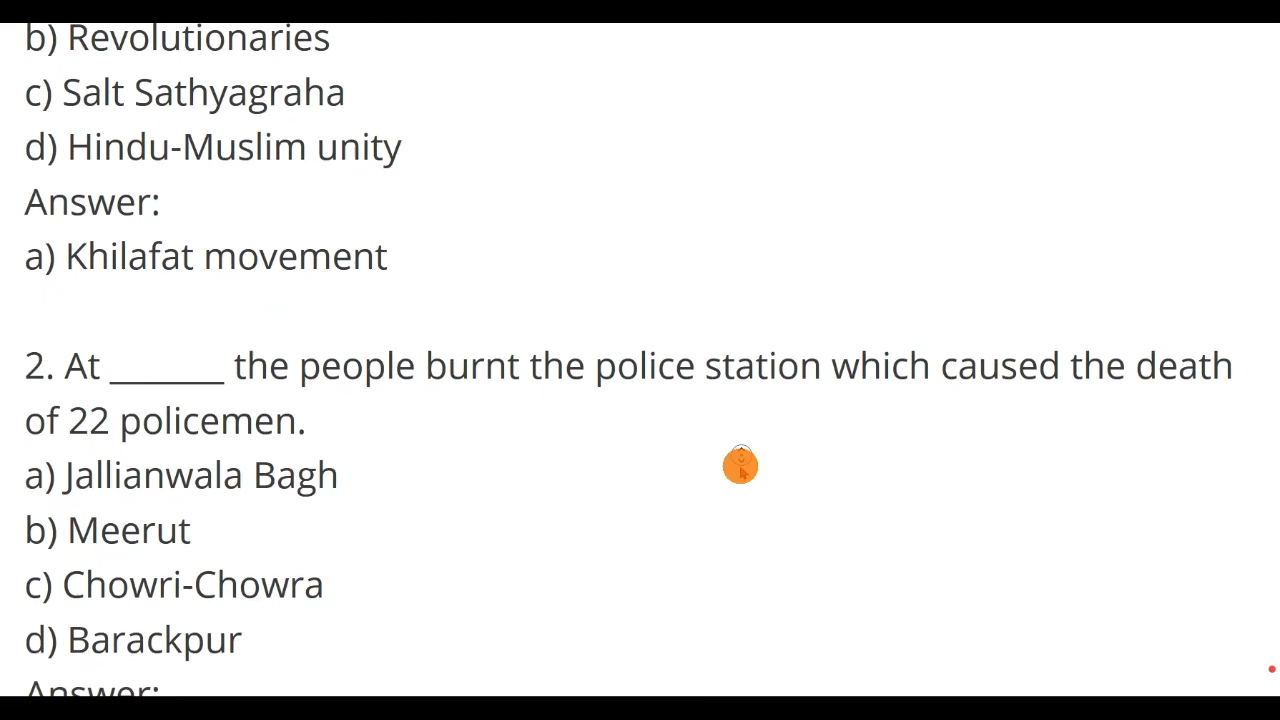 b) Revolutionaries
c) Salt Sathyagraha
d) Hindu-Muslim unity
Answer:
a) Khilafat movement
2. At _______ the people burnt the police station which caused the death
of 22 policemen.
a) Jallianwala Bagh
b) Meerut
c) Chowri-Chowra
d) Barackpur
Answer: